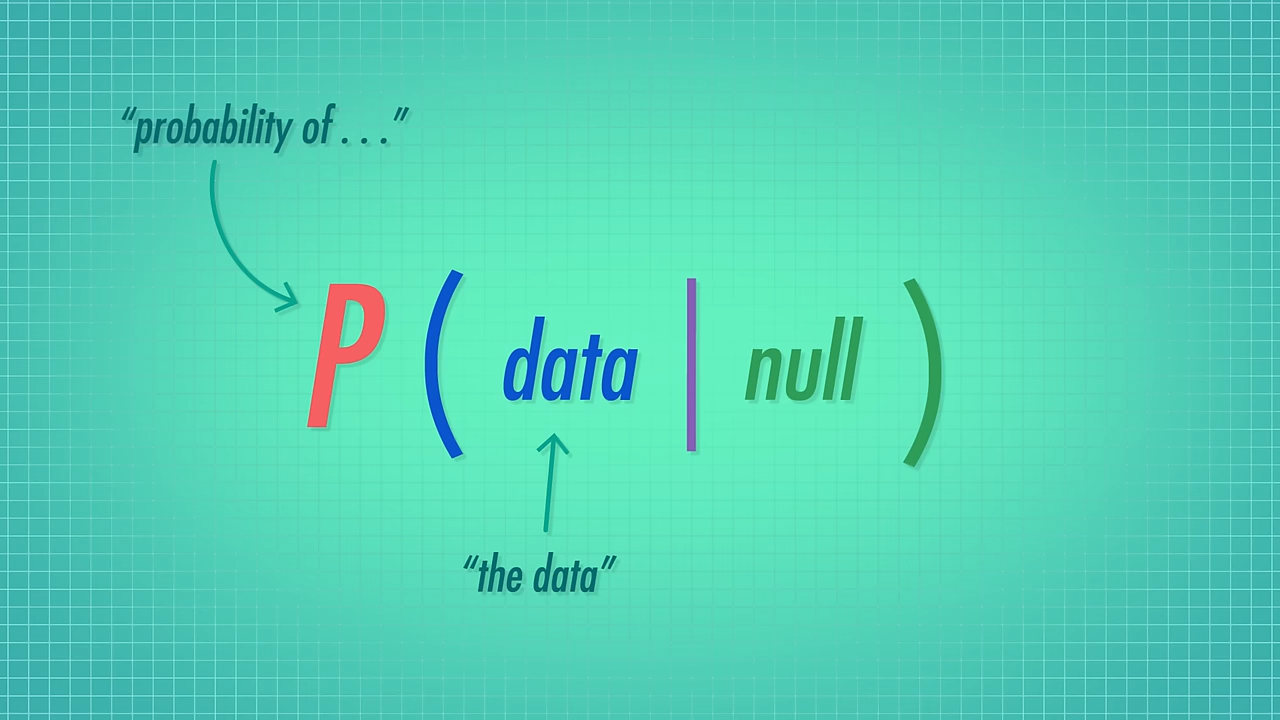 “probability of . . .”
P ( data | null )
“the data”